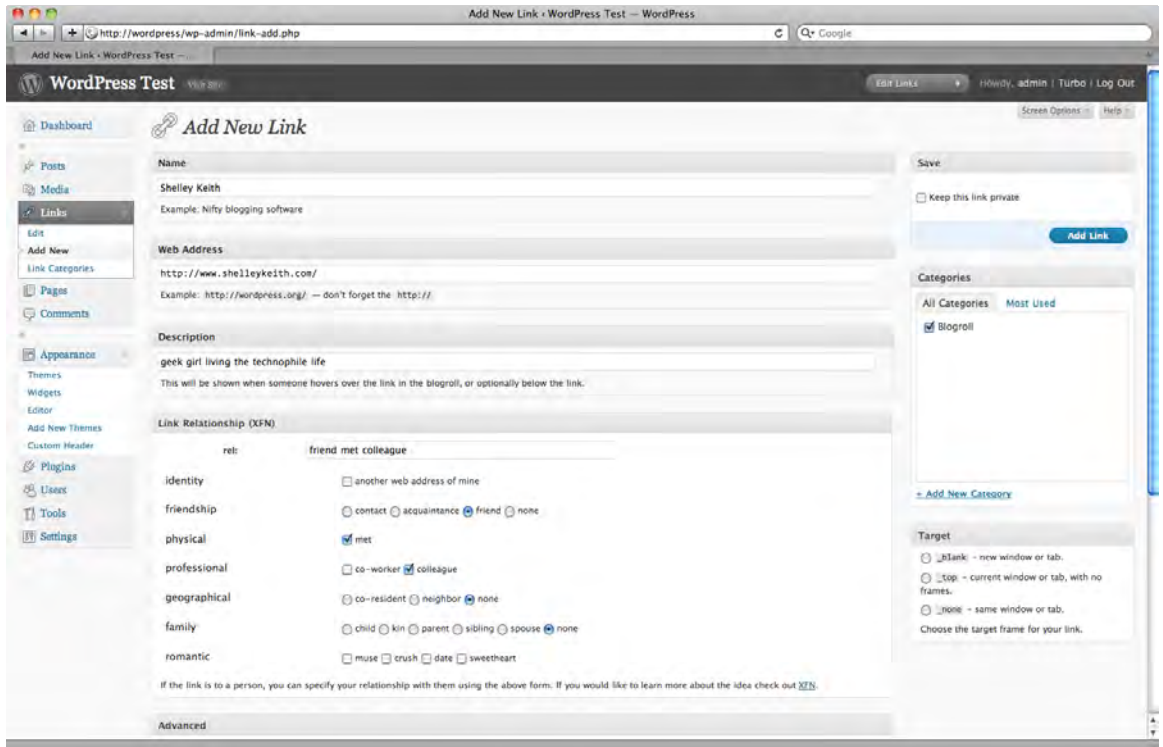 Add New Link ‹ WordPress Test — WordPress
http://wordpress/wp-admin/link-add.php
Google
Add New Link ‹ WordPress Test — ...
WordPress Test
Edit Links
Howdy, admin | Turbo | Log Out
Screen Options
Help
Dashboard
Posts
Media
Links
Edit
Add New
Link Categories
Pages
Comments
Appearance
Themes
Widgets
Editor
Add New Themes
Custom Header
Plugins
Users
Tools
Settings
Add New Link
Name
Shelley Keith
Example: Nifty blogging software
Web Address
http://www.shelleykeith.com/
Example: http://wordpress.org/ — don't forget the http://
Description
geek girl living the technophile life
This will be shown when someone hovers over the link in the blogroll, or optionally below the link.
Link Relationship (XFN)
rel: friend met colleague
identity another web address of mine
friendship contact acquaintance friend none
physical met
professional co-worker colleague
geographical co-resident neighbor none
family child kin parent sibling spouse none
romantic muse crush date sweetheart
If the link is to a person, you can specify your relationship with them using the above form. If you would like to learn more about the idea check out XFN.
Advanced
Save
Keep this link private
Add Link
Categories
All Categories Most Used
Blogroll
+ Add New Category
Target
_blank - new window or tab.
_top - current window or tab, with no
frames.
_none - same window or tab.
Choose the target frame for your link.